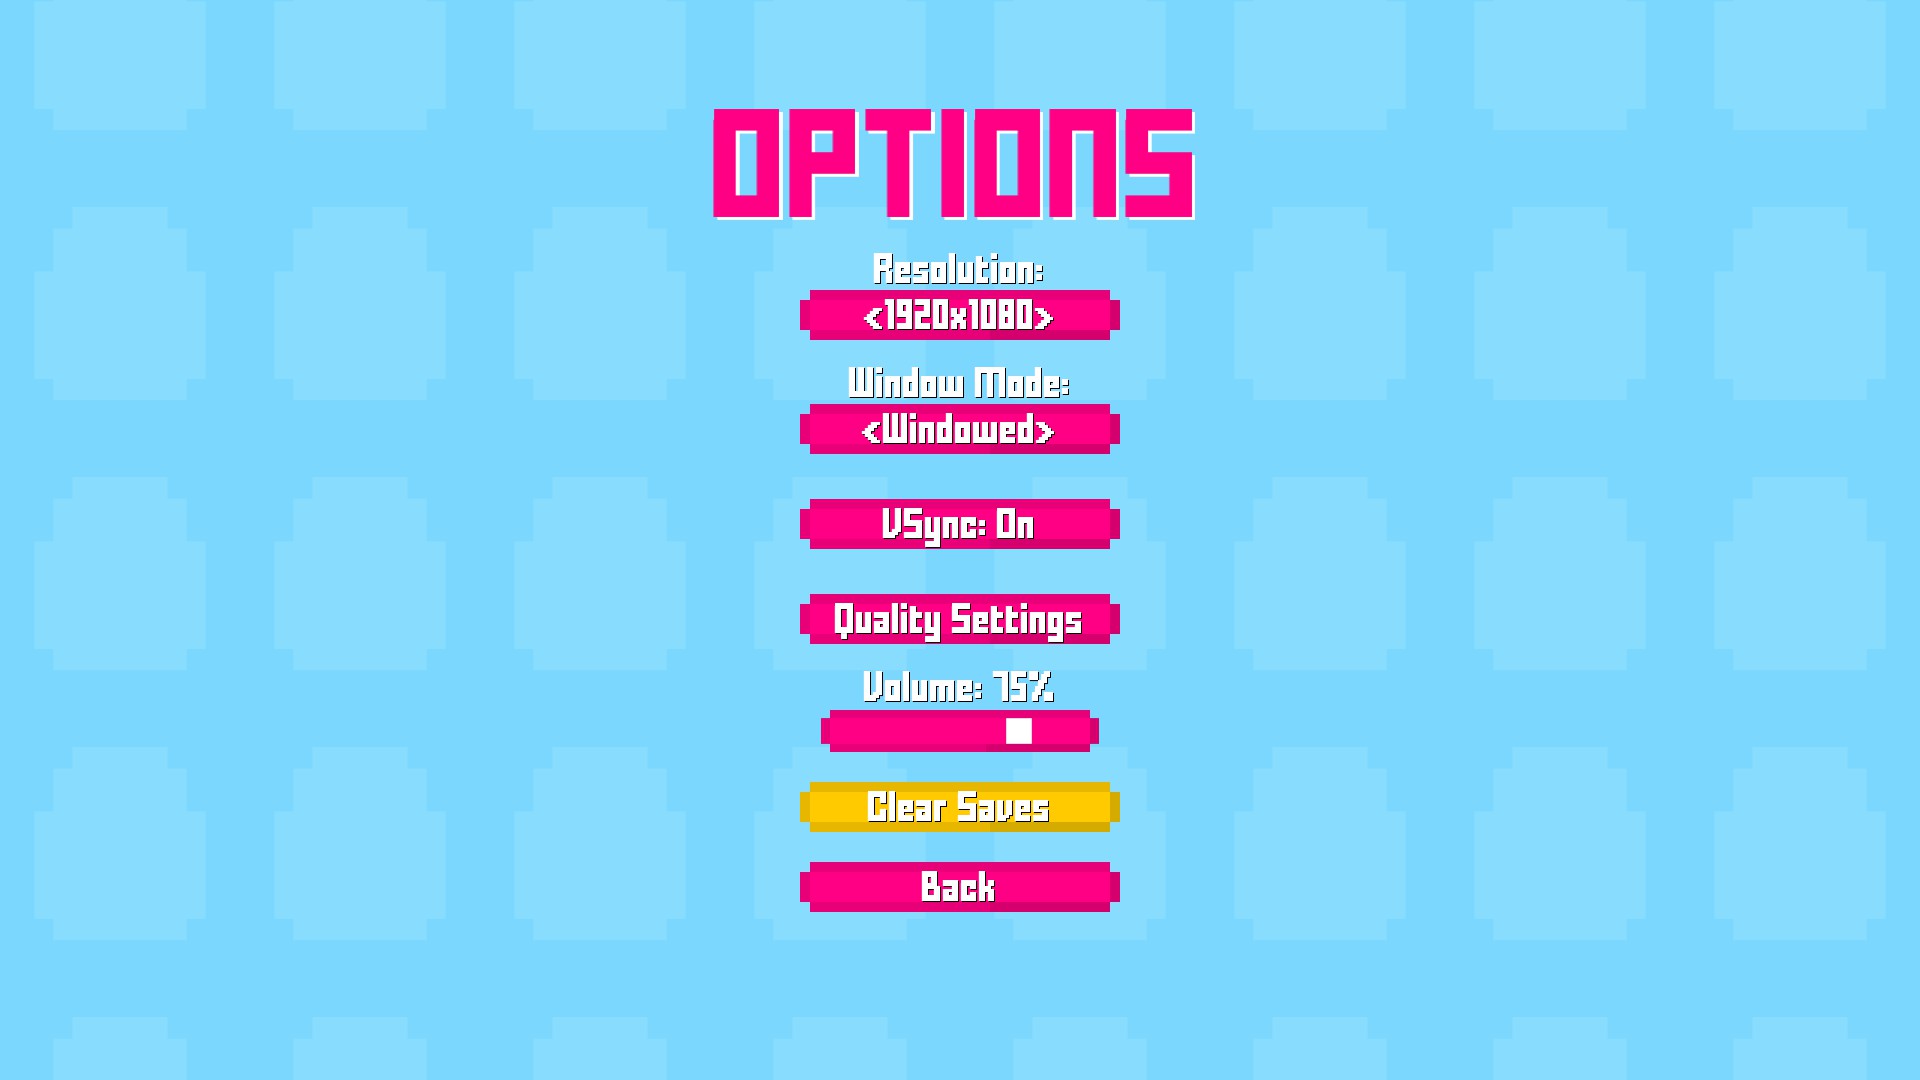 OPTIONS
Resolution:
<1920x1080>
Window Mode:
<Windowed>
VSync: On
Quality Settings
Volume: 75%
Clear Saves
Back